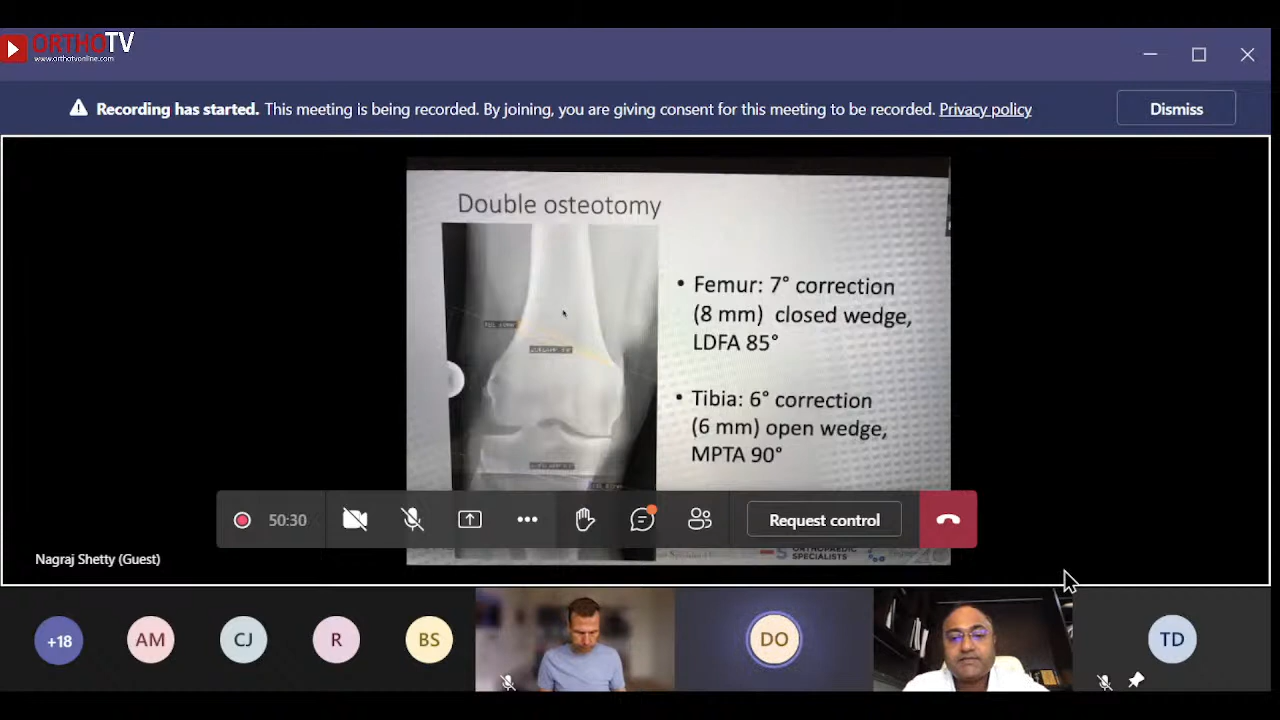 ORTHOTV
www.orthotvonline.com
Recording has started. This meeting is being recorded. By joining, you are giving consent for this meeting to be recorded. Privacy policy
Dismiss
Double osteotomy
• Femur: 7° correction
(8 mm) closed wedge,
LDFA 85°
• Tibia: 6° correction
(6 mm) open wedge,
MPTA 90°
50:30
Request control
ORTHOPAEDIC
SPECIALISTS
Nagraj Shetty (Guest)
+18
AM
CJ
R
BS
DO
TD